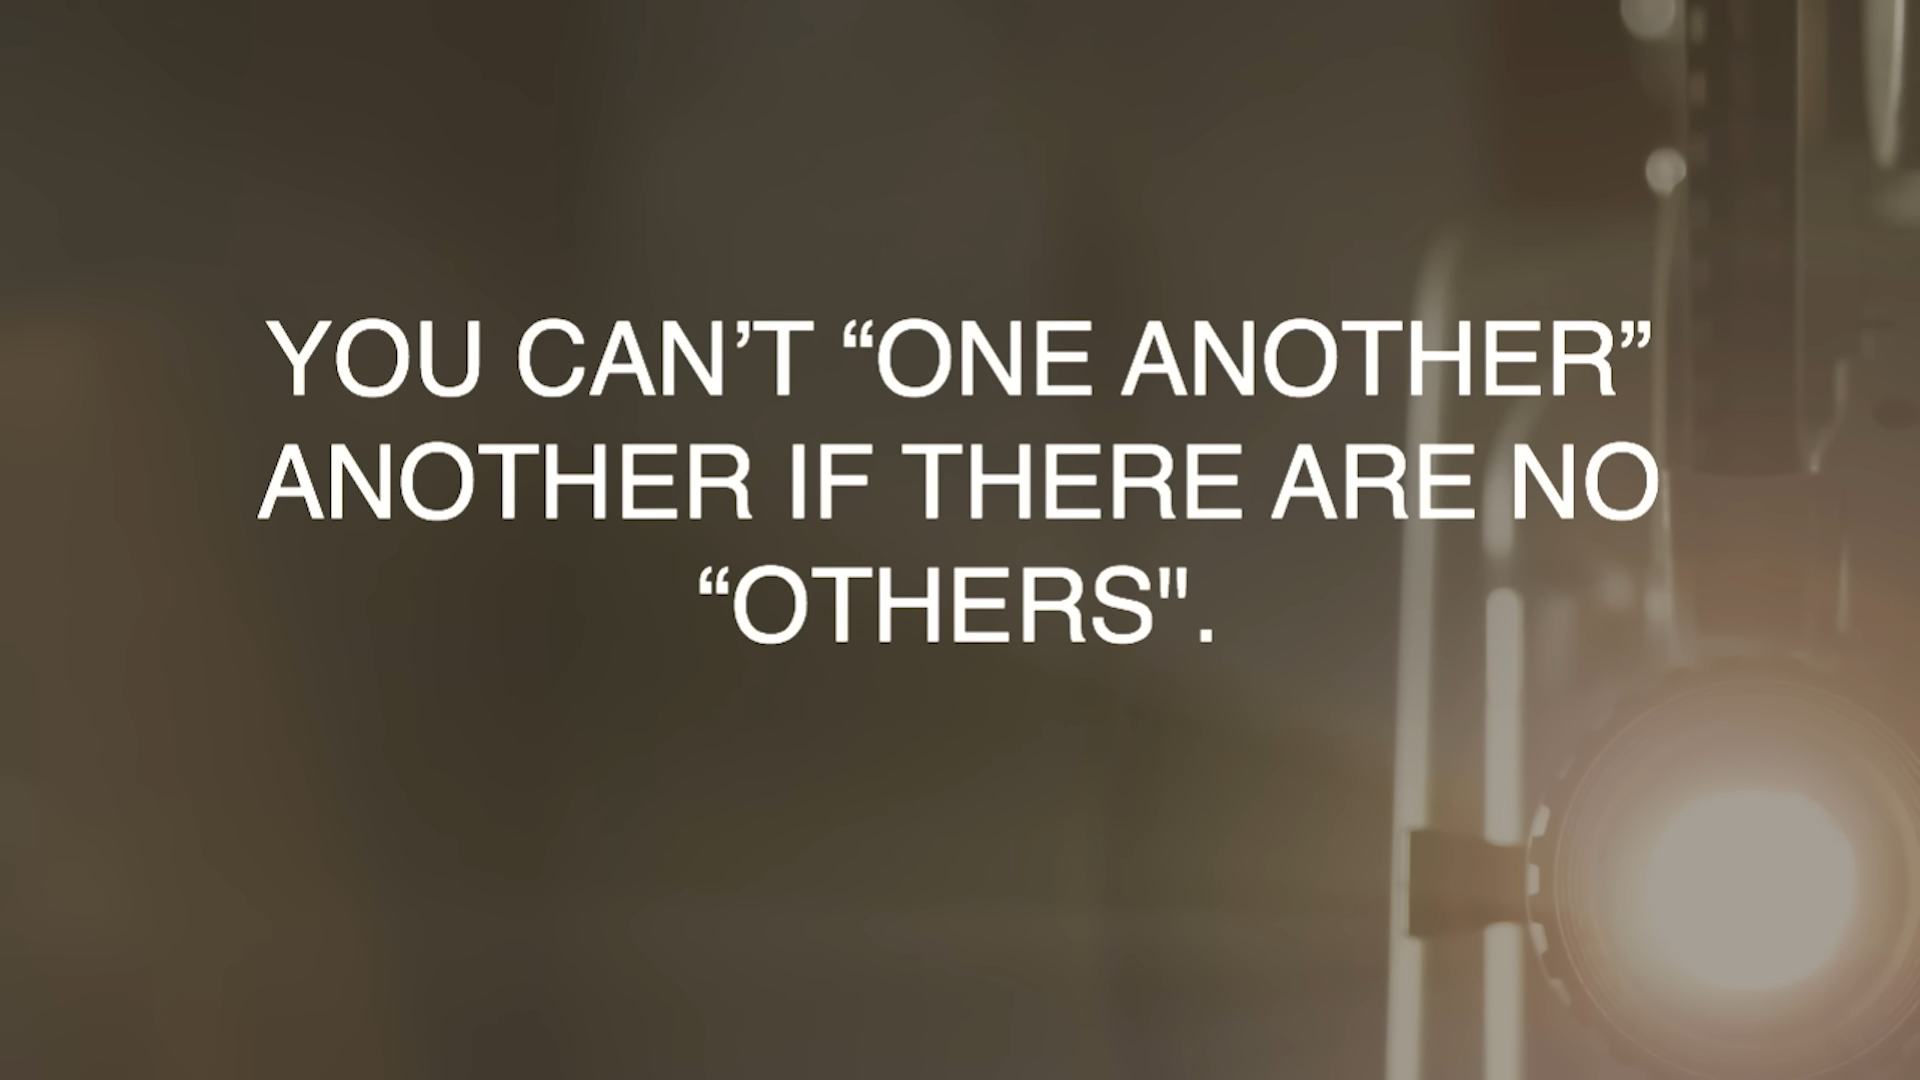 YOU CAN’T “ONE ANOTHER”
ANOTHER IF THERE ARE NO
“OTHERS" .